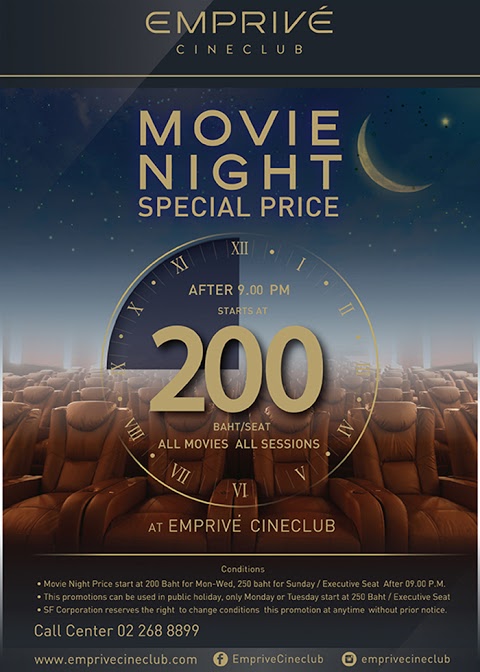 EMPRIVÉ
CINECLUB
MOVIE
NIGHT
SPECIAL PRICE
XII
XI
I
II
AFTER 9.00 PM
STARTS AT
200
X
BAHT/SEAT
VIII
IV
ALL MOVIES ALL SESSIONS
VII
V
VI
AT EMPRIVÉ CINECLUB
Conditions
• Movie Night Price start at 200 Baht for Mon-Wed, 250 baht for Sunday / Executive Seat After 09.00 P.M.
• This promotions can be used in public holiday, only Monday or Tuesday start at 250 Baht / Executive Seat
• SF Corporation reserves the right to change conditions this promotion at anytime without prior notice.
Call Center 02 268 8899
www.emprivecineclub.com f EmpriveCineclub emprivecineclub